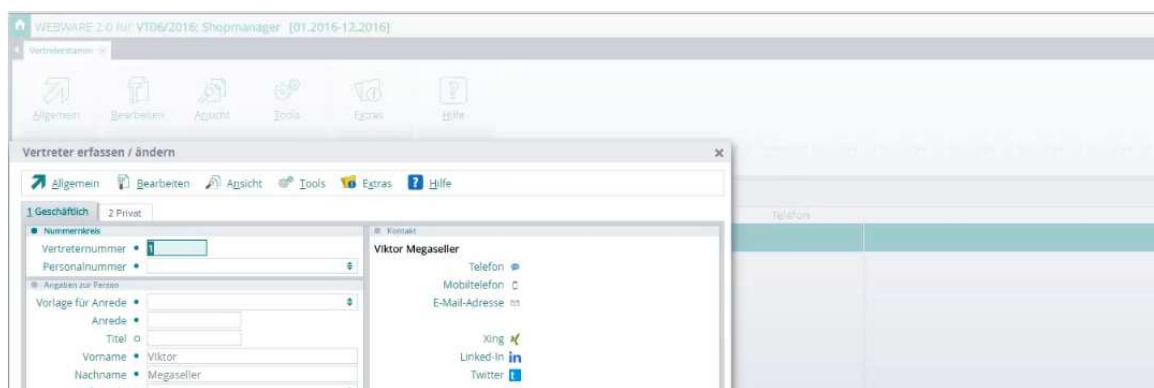 WEBWARE 2.0 für VT06/2016; Shopmanager [01.2016-12.2016]
Vertreterstamm
Allgemein Bearbeiten Ansicht Tools Extras Hilfe
Vertreter erfassen / ändern
Allgemein Bearbeiten Ansicht Tools Extras Hilfe
1 Geschäftlich 2 Privat
Telefon
Nummernkreis
Vertreternummer 1
Personalnummer
Angaben zur Person
Vorlage für Anrede
Anrede
Titel
Vorname Viktor
Nachname Megaseller
Kontakt
Viktor Megaseller
Telefon
Mobiltelefon
E-Mail-Adresse
Xing
Linked-In in
Twitter